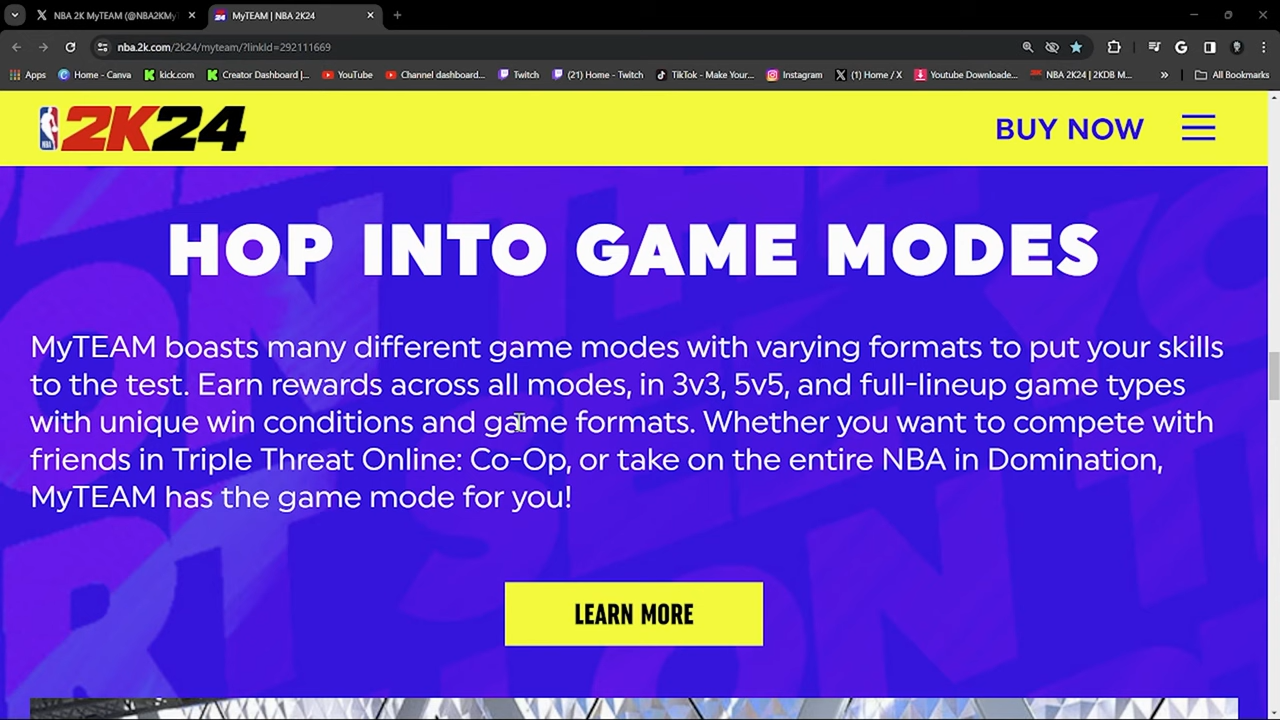 NBA 2K MyTEAM (@NBA2KMy
MyTEAM | NBA 2K24
nba.2k.com/2k24/myteam/?linkId=292111669
Apps Home - Canva kick.com Creator Dashboard |... YouTube Channel dashboard... Twitch (21) Home - Twitch TikTok - Make Your... Instagram (1) Home / X Youtube Downloade... NBA 2K24 | 2KDB M... » All Bookmarks
NBA 2K24 BUY NOW
HOP INTO GAME MODES
MyTEAM boasts many different game modes with varying formats to put your skills
to the test. Earn rewards across all modes, in 3v3, 5v5, and full-lineup game types
with unique win conditions and game formats. Whether you want to compete with
friends in Triple Threat Online: Co-Op, or take on the entire NBA in Domination,
MyTEAM has the game mode for you!
LEARN MORE